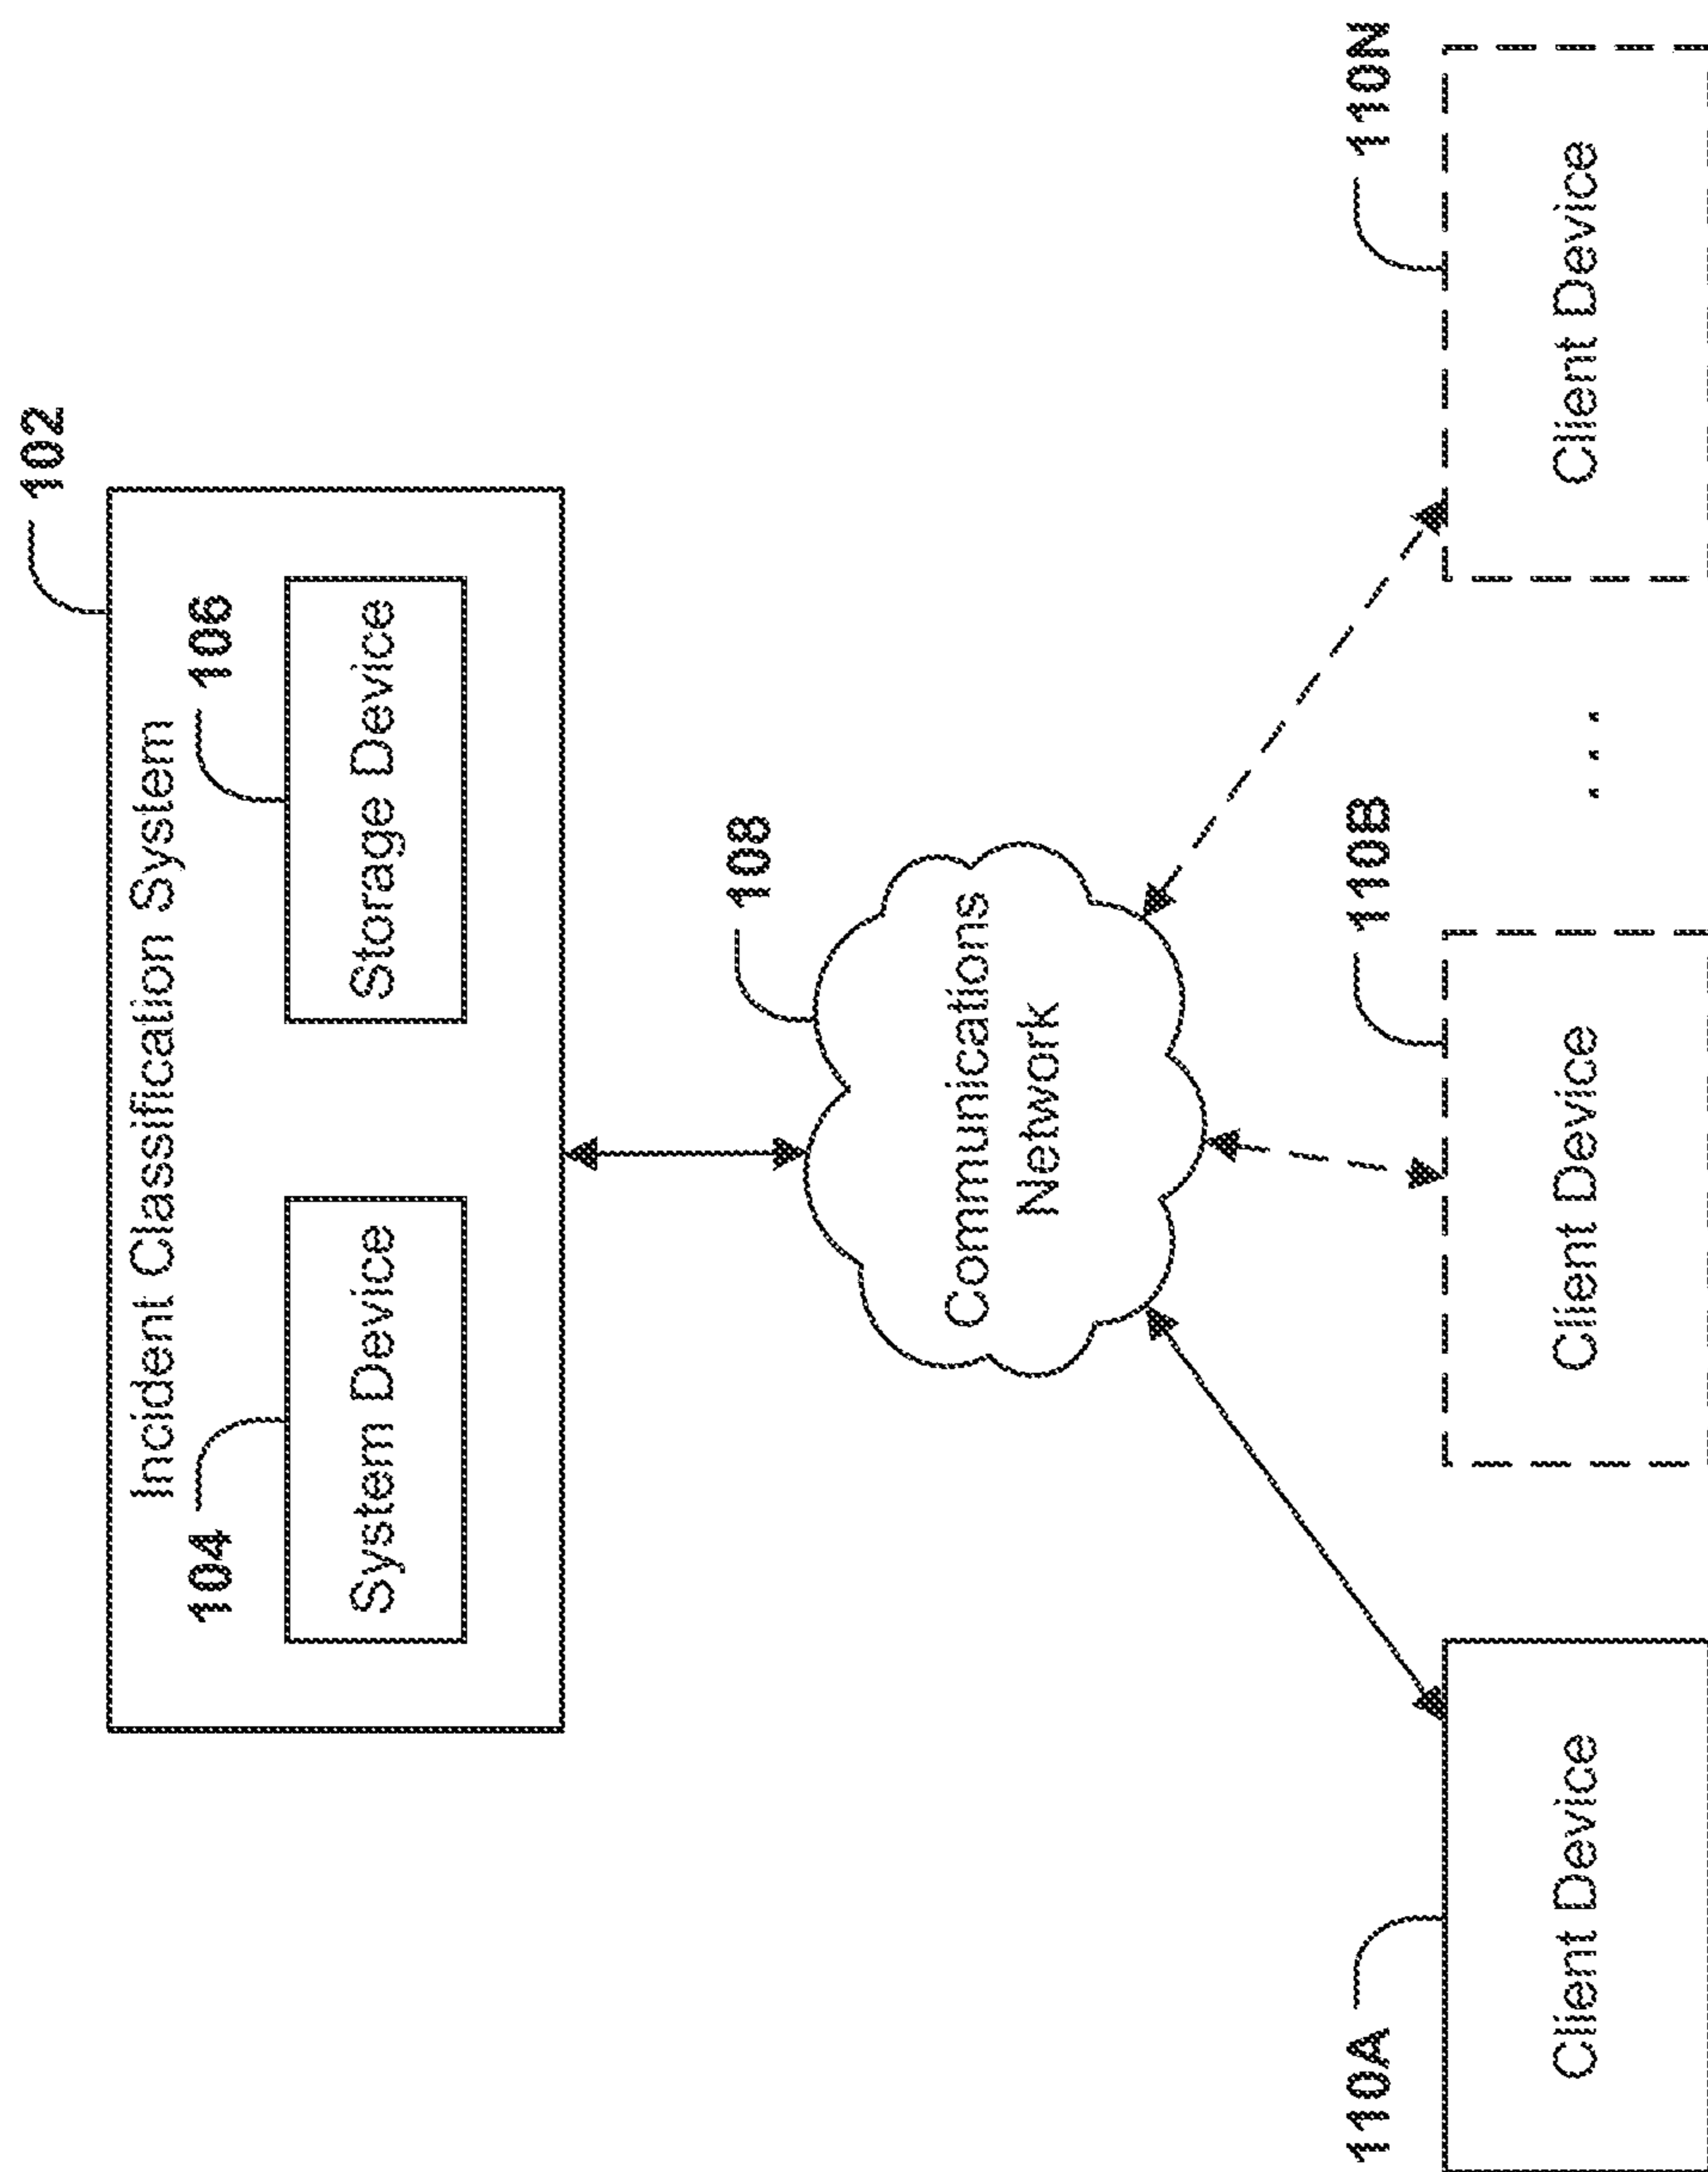 102
Incident Classification System
104
106
System Device
Storage Device
108
Communications
Network
110A
110B
110N
Client Device
Client Device
. . .
Client Device